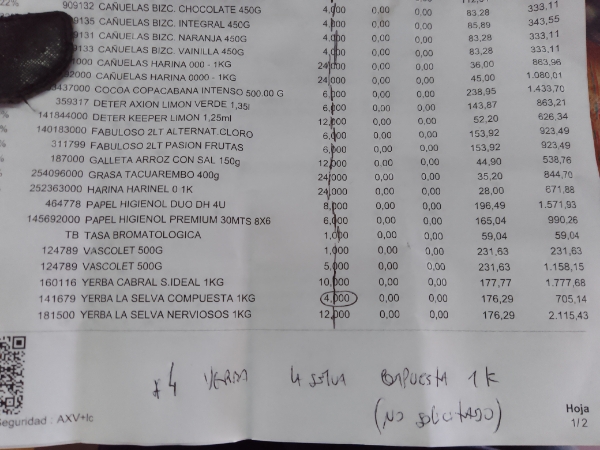 22%
909132 CAÑUELAS BIZC. CHOCOLATE 450G 4,000 0,00 0,00 83,28 333,11
9135 CAÑUELAS BIZC. INTEGRAL 450G 4,000 0,00 0,00 85,89 343,55
9131 CAÑUELAS BIZC. NARANJA 450G 4,000 0,00 0,00 83,28 333,11
9133 CAÑUELAS BIZC. VAINILLA 450G 4,000 0,00 0,00 83,28 333,11
1000 CAÑUELAS HARINA 000 - 1KG 24,000 0,00 0,00 36,00 863,96
2000 CAÑUELAS HARINA 0000 - 1KG 24,000 0,00 0,00 45,00 1.080,01
3437000 COCOA COPACABANA INTENSO 500.00 G 6,000 0,00 0,00 238,95 1.433,70
359317 DETER AXION LIMON VERDE 1,35l 6,000 0,00 0,00 143,87 863,21
% 141844000 DETER KEEPER LIMON 1,25ml 12,000 0,00 0,00 52,20 626,34
% 140183000 FABULOSO 2LT ALTERNAT.CLORO 6,000 0,00 0,00 153,92 923,49
% 311799 FABULOSO 2LT PASION FRUTAS 6,000 0,00 0,00 153,92 923,49
% 187000 GALLETA ARROZ CON SAL 150g 12,000 0,00 0,00 44,90 538,76
% 254096000 GRASA TACUAREMBO 400g 24,000 0,00 0,00 35,20 844,70
% 252363000 HARINA HARINEL 0 1K 24,000 0,00 0,00 28,00 671,88
464778 PAPEL HIGIENOL DUO DH 4U 8,000 0,00 0,00 196,49 1.571,93
145692000 PAPEL HIGIENOL PREMIUM 30MTS 8X6 6,000 0,00 0,00 165,04 990,26
TB TASA BROMATOLOGICA 1,000 0,00 0,00 59,04 59,04
124789 VASCOLET 500G 1,000 0,00 0,00 231,63 231,63
124789 VASCOLET 500G 5,000 0,00 0,00 231,63 1.158,15
160116 YERBA CABRAL S.IDEAL 1KG 10,000 0,00 0,00 177,77 1.777,68
141679 YERBA LA SELVA COMPUESTA 1KG 4,000 0,00 0,00 176,29 705,14
181500 YERBA LA SELVA NERVIOSOS 1KG 12,000 0,00 0,00 176,29 2.115,43
x4 YERBA LA SELVA COMPUESTA 1K
(NO SOLICITADO)
Seguridad : AXV+lc
Hoja
1/2